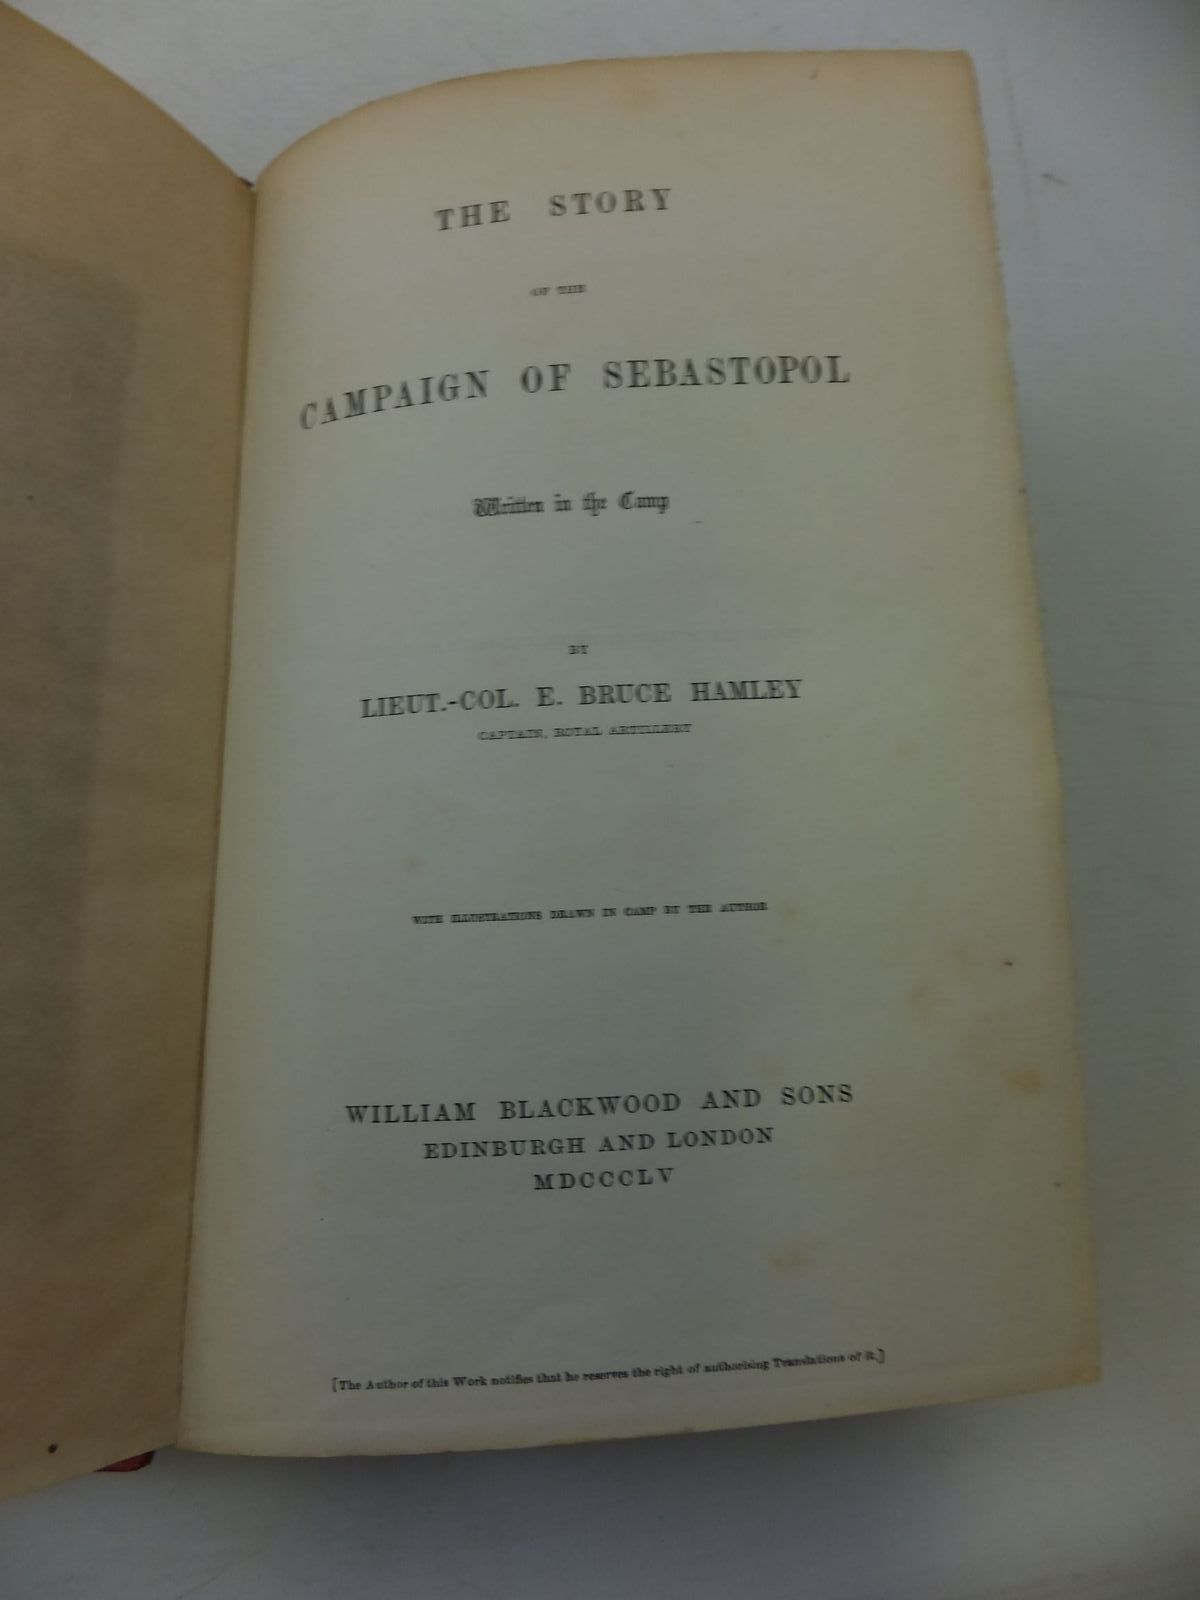 THE STORY
OF THE
CAMPAIGN OF SEBASTOPOL
Written in the Camp
BY
LIEUT.-COL. E. BRUCE HAMLEY
CAPTAIN, ROYAL ARTILLERY
WITH ILLUSTRATIONS DRAWN IN CAMP BY THE AUTHOR
WILLIAM BLACKWOOD AND SONS
EDINBURGH AND LONDON
MDCCCLV
[The Author of this Work notifies that he reserves the right of authorising Translations of it.]